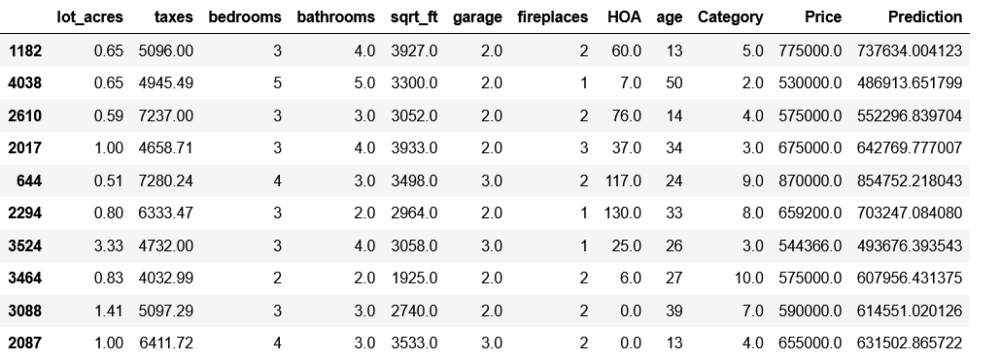 lot_acres taxes bedrooms bathrooms sqrt_ft garage fireplaces HOA age Category Price Prediction
1182 0.65 5096.00 3 4.0 3927.0 2.0 2 60.0 13 5.0 775000.0 737634.004123
4038 0.65 4945.49 5 5.0 3300.0 2.0 1 7.0 50 2.0 530000.0 486913.651799
2610 0.59 7237.00 3 3.0 3052.0 2.0 2 76.0 14 4.0 575000.0 552296.839704
2017 1.00 4658.71 3 4.0 3933.0 2.0 3 37.0 34 3.0 675000.0 642769.777007
644 0.51 7280.24 4 3.0 3498.0 3.0 2 117.0 24 9.0 870000.0 854752.218043
2294 0.80 6333.47 3 2.0 2964.0 2.0 1 130.0 33 8.0 659200.0 703247.084080
3524 3.33 4732.00 3 4.0 3058.0 3.0 1 25.0 26 3.0 544366.0 493676.393543
3464 0.83 4032.99 2 2.0 1925.0 2.0 2 6.0 27 10.0 575000.0 607956.431375
3088 1.41 5097.29 3 3.0 2740.0 2.0 2 0.0 39 7.0 590000.0 614551.020126
2087 1.00 6411.72 4 3.0 3533.0 3.0 2 0.0 13 4.0 655000.0 631502.865722